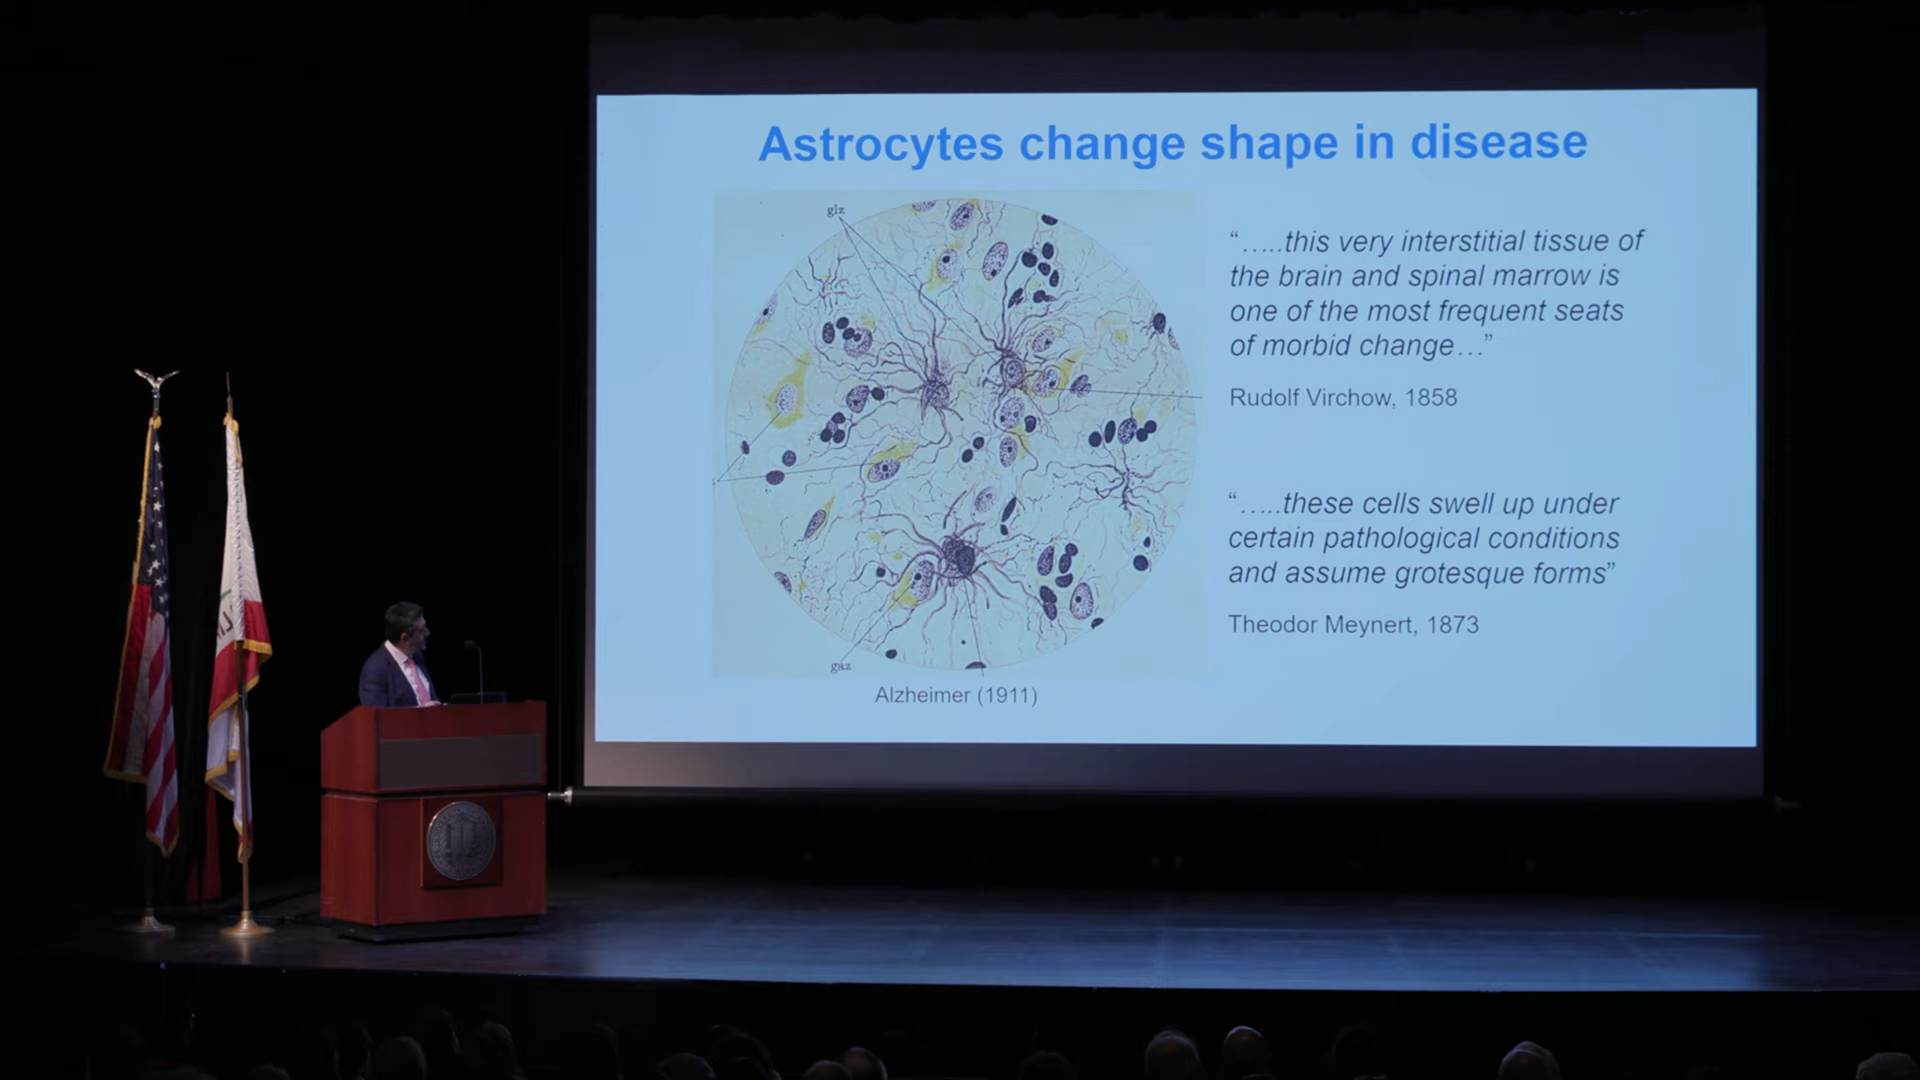 Astrocytes change shape in disease
glz
gaz
Alzheimer (1911)
“…..this very interstitial tissue of
the brain and spinal marrow is
one of the most frequent seats
of morbid change…”
Rudolf Virchow, 1858
“…..these cells swell up under
certain pathological conditions
and assume grotesque forms”
Theodor Meynert, 1873